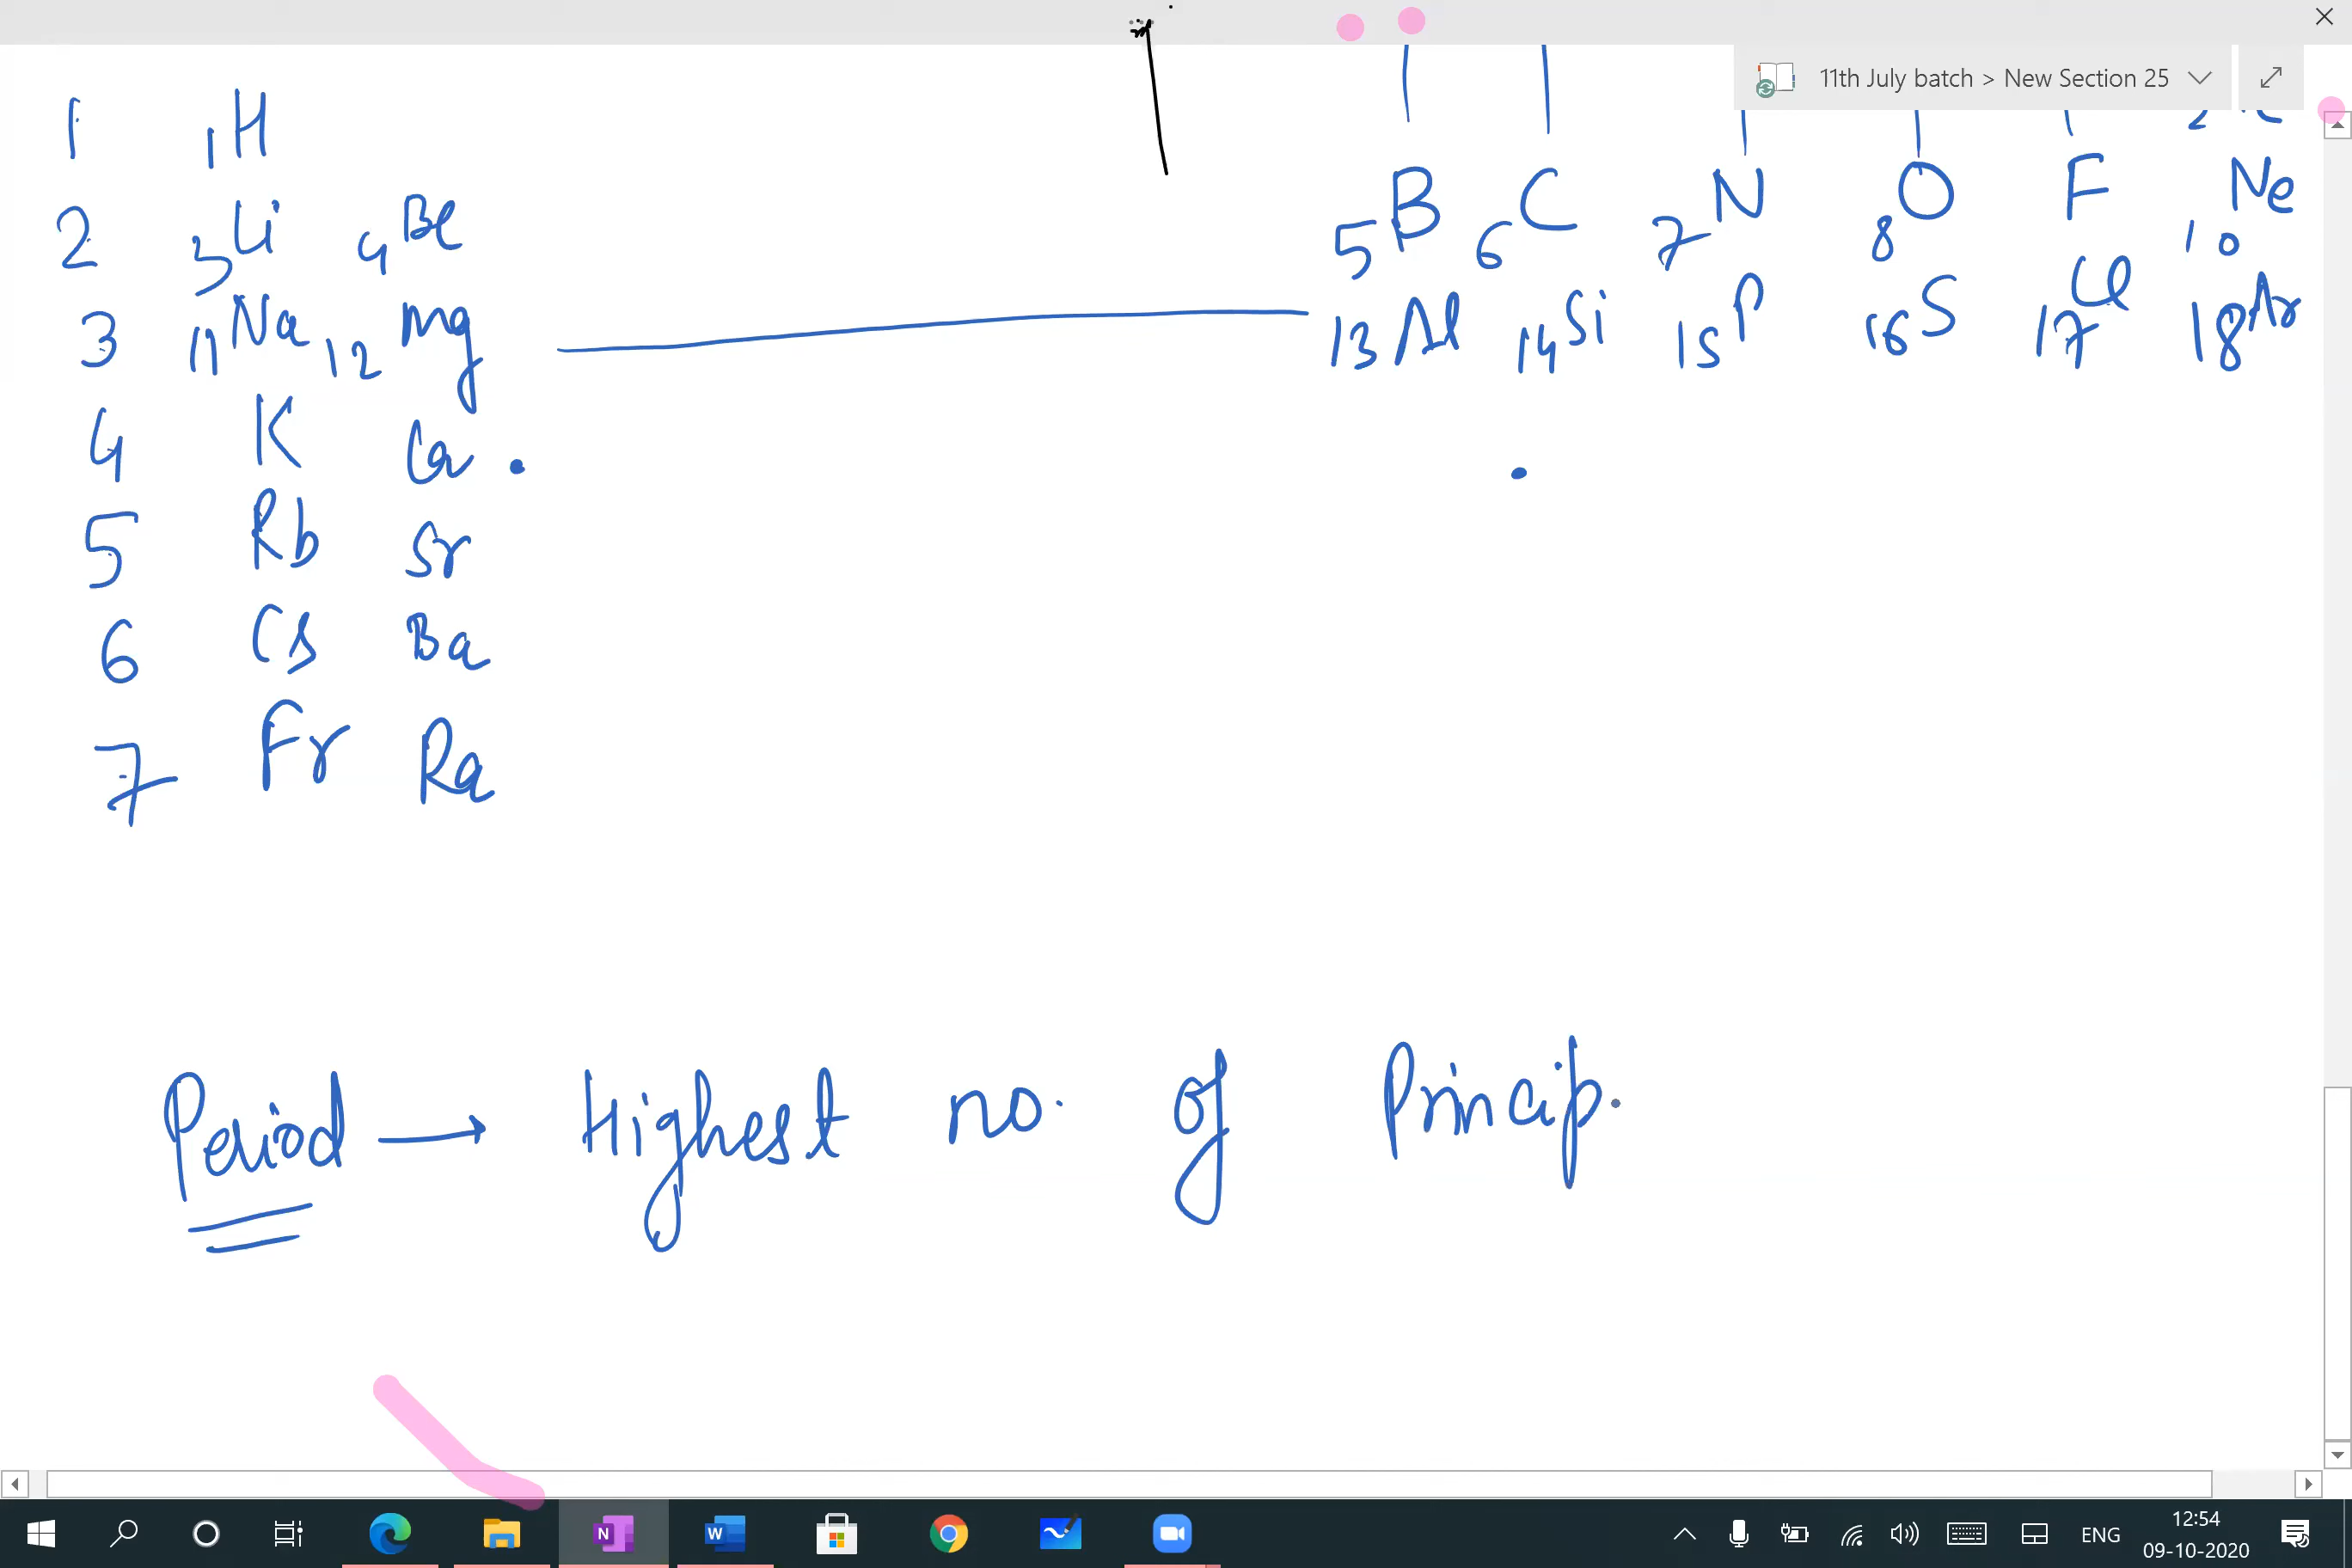 11th July batch > New Section 25
1 1H
2 3Li 4Be 5B 6C 7N 8O F 10Ne
3 11Na 12Mg 13Al 14Si 15P 16S 17Cl 18Ar
4 K Ca
5 Rb Sr
6 Cs Ba
7 Fr Ra
Period → Highest no. of Princip
ENG
12:54
09-10-2020